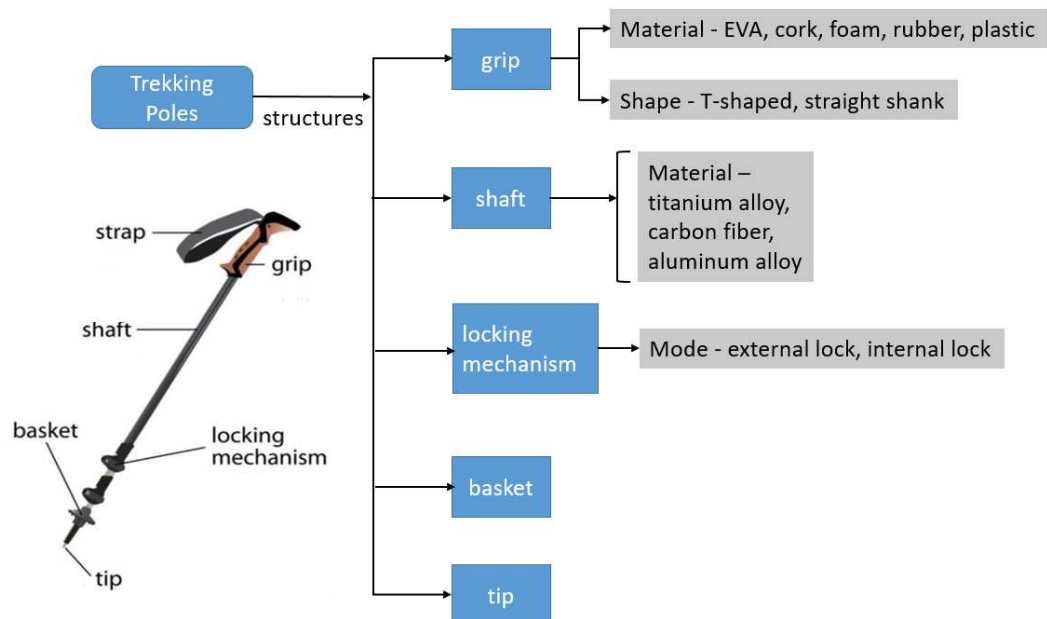 Trekking
Poles
structures
grip
Material - EVA, cork, foam, rubber, plastic
Shape - T-shaped, straight shank
shaft
Material –
titanium alloy,
carbon fiber,
aluminum alloy
locking
mechanism
Mode - external lock, internal lock
basket
tip
strap
grip
shaft
basket
locking
mechanism
tip